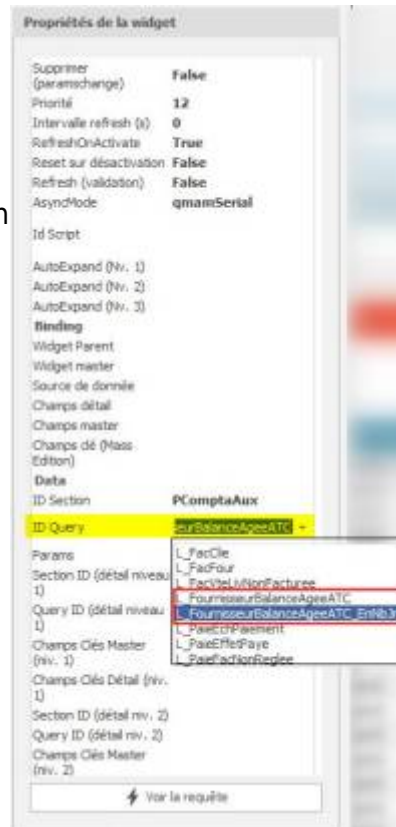 Propriétés de la widget
Supprimer
(paramschange) False
Priorité 12
Intervalle refresh (s) 0
RefreshOnActivate True
Reset sur désactivation False
Refresh (validation) False
AsyncMode qmamSerial
Id Script
AutoExpand (Nv. 1)
AutoExpand (Nv. 2)
AutoExpand (Nv. 3)
Binding
Widget Parent
Widget master
Source de donnée
Champs détail
Champs master
Champs clé (Mass
Edition)
Data
ID Section PComptaAux
ID Query eurBalanceAgeeATC
Params
L_FacClie
L_FacFour
L_FacVteLivNonFacturee
L_FournisseurBalanceAgeeATC
L_FournisseurBalanceAgeeATC_EnNbJr
L_PaieEchPaiement
L_PaieEffetPaye
L_PaieFacNonReglee
Section ID (détail niveau
1)
Query ID (détail niveau
1)
Champs Clés Master
(niv. 1)
Champs Clés Détail (niv.
1)
Section ID (détail niv. 2)
Query ID (détail niv. 2)
Champs Clés Master
(niv. 2)
Voir la requête